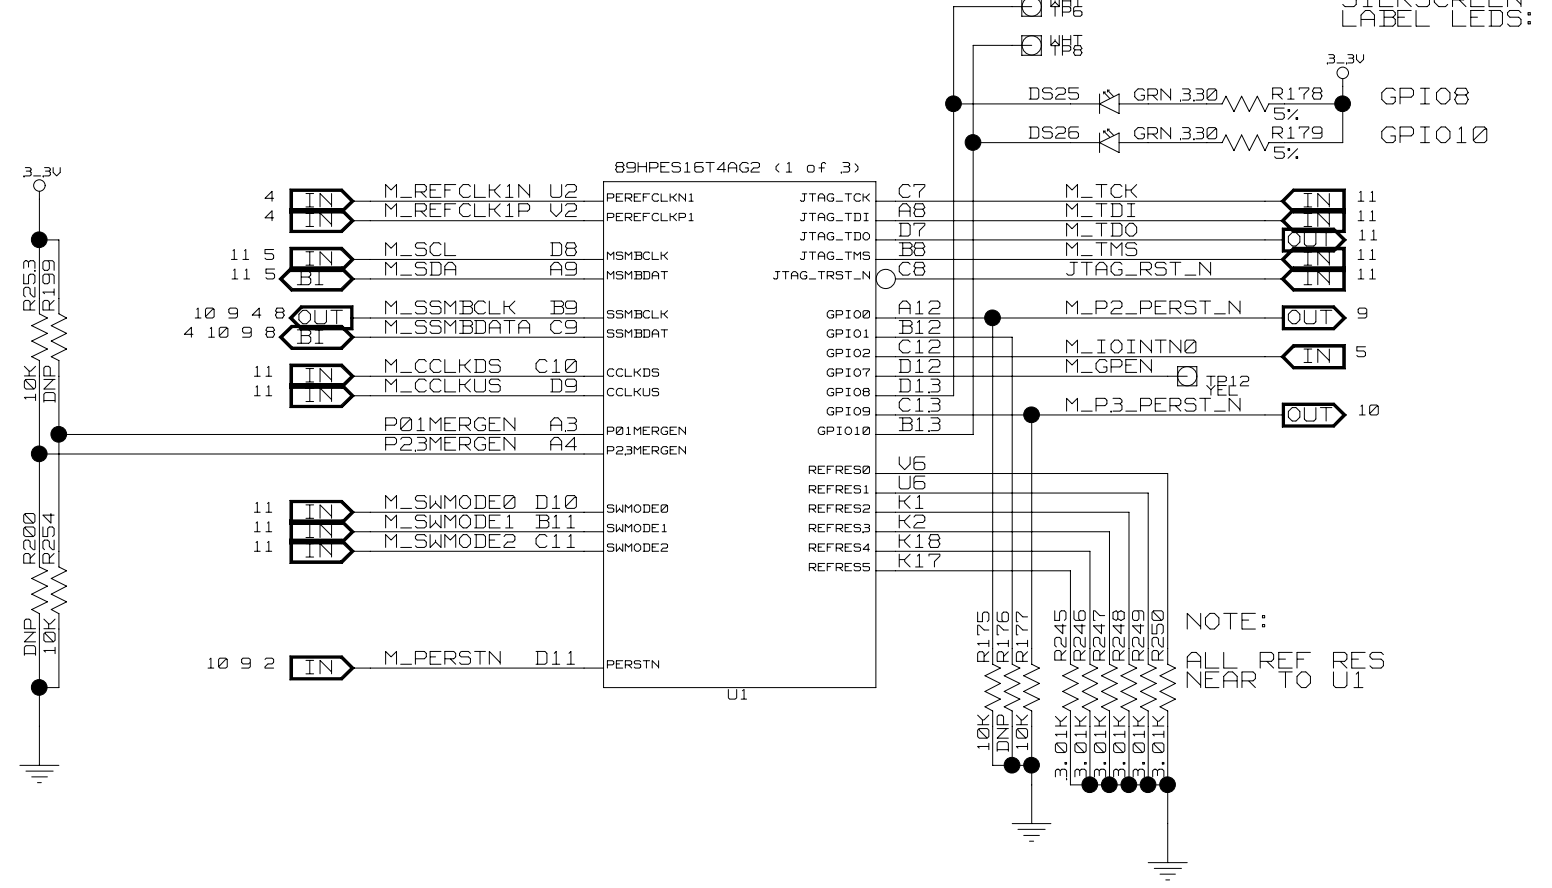 WHT
TP6
SILKSCREEN
LABEL LEDS:
WHT
TP8
3_3V
DS25 GRN 330 R178 GPIO8
5%
DS26 GRN 330 R179 GPIO10
5%
89HPES16T4AG2 (1 of 3)
3_3V
4 IN M_REFCLK1N U2 PEREFCLKN1
4 IN M_REFCLK1P V2 PEREFCLKP1
11 5 IN M_SCL D8 MSMBCLK
11 5 BI M_SDA A9 MSMBDAT
10 9 4 8 OUT M_SSMBCLK B9 SSMBCLK
4 10 9 8 BI M_SSMBDATA C9 SSMBDAT
11 IN M_CCLKDS C10 CCLKDS
11 IN M_CCLKUS D9 CCLKUS
P01MERGEN A3 P01MERGEN
P23MERGEN A4 P23MERGEN
11 IN M_SWMODE0 D10 SWMODE0
11 IN M_SWMODE1 B11 SWMODE1
11 IN M_SWMODE2 C11 SWMODE2
10 9 2 IN M_PERSTN D11 PERSTN
R253 10K
R199 DNP
R200 DNP
R254 10K
JTAG_TCK C7 M_TCK IN 11
JTAG_TDI A8 M_TDI IN 11
JTAG_TDO D7 M_TDO OUT 11
JTAG_TMS B8 M_TMS IN 11
JTAG_TRST_N C8 JTAG_RST_N IN 11
GPIO0 A12 M_P2_PERST_N OUT 9
GPIO1 B12
GPIO2 C12 M_IOINTN0 IN 5
GPIO7 D12 M_GPEN TP12
YEL
GPIO8 D13
GPIO9 C13 M_P3_PERST_N OUT 10
GPIO10 B13
REFRES0 V6
REFRES1 U6
REFRES2 K1
REFRES3 K2
REFRES4 K18
REFRES5 K17
U1
R175 10K
R176 DNP
R177 10K
R245 3.01K
R246 3.01K
R247 3.01K
R248 3.01K
R249 3.01K
R250 3.01K
NOTE:
ALL REF RES
NEAR TO U1